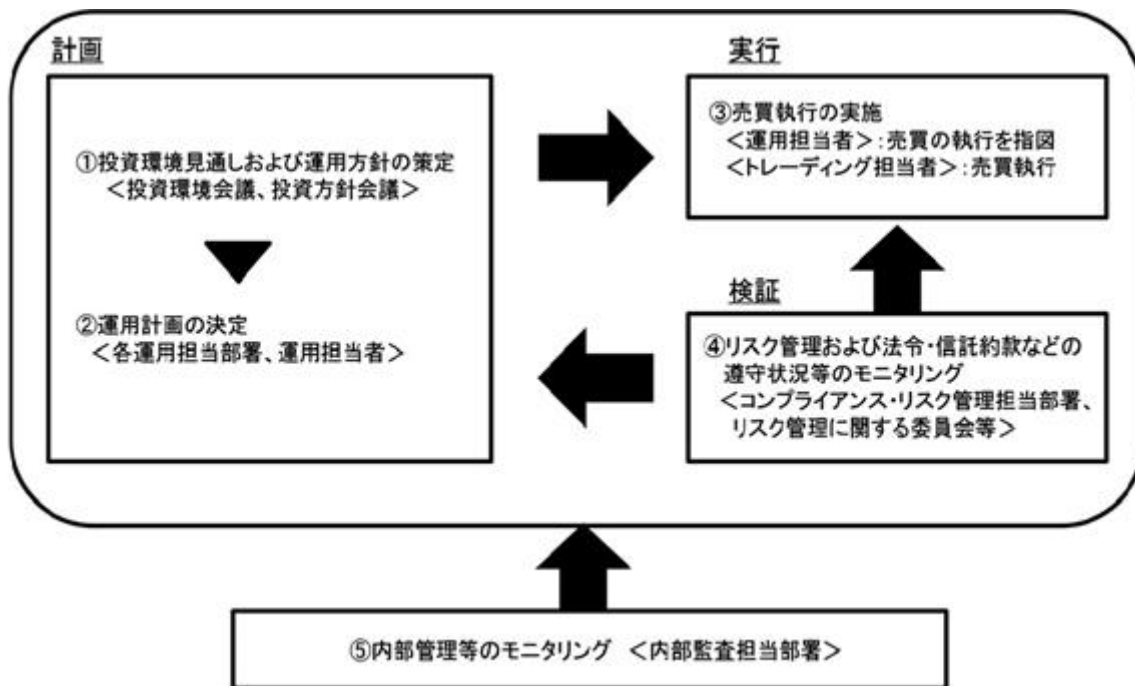 計画
①投資環境見通しおよび運用方針の策定
<投資環境会議、投資方針会議>
②運用計画の決定
<各運用担当部署、運用担当者>
実行
③売買執行の実施
<運用担当者>:売買の執行を指図
<トレーディング担当者>:売買執行
検証
④リスク管理および法令・信託約款などの
遵守状況等のモニタリング
<コンプライアンス・リスク管理担当部署、
リスク管理に関する委員会等>
⑤内部管理等のモニタリング <内部監査担当部署>